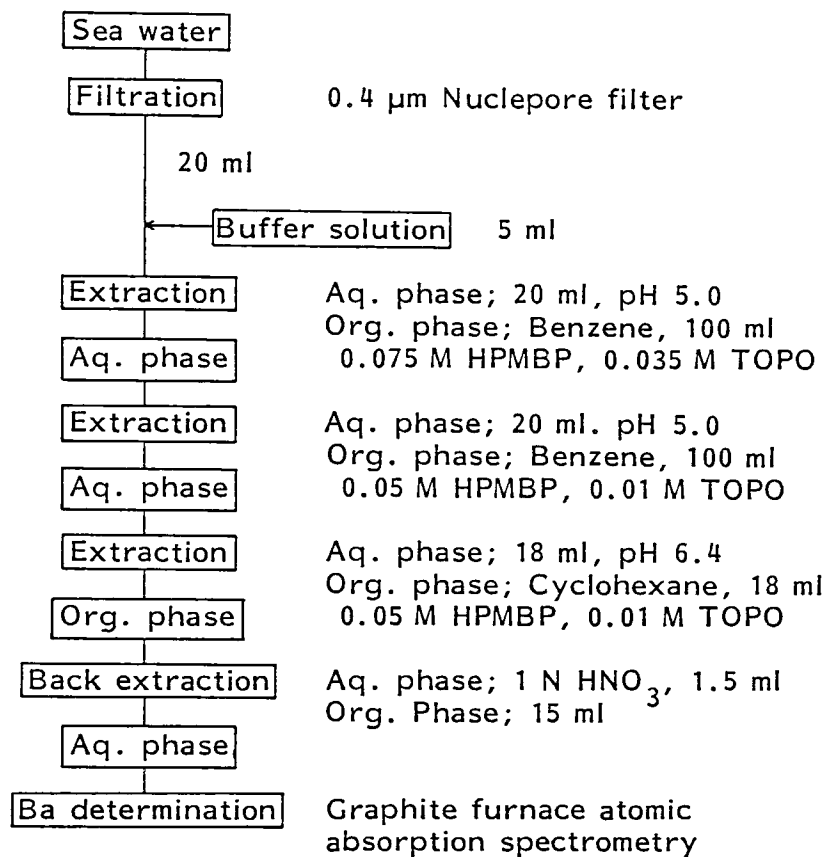 Sea water
Filtration 0.4 μm Nuclepore filter
20 ml
Buffer solution 5 ml
Extraction Aq. phase; 20 ml, pH 5.0
Org. phase; Benzene, 100 ml
Aq. phase 0.075 M HPMBP, 0.035 M TOPO
Extraction Aq. phase; 20 ml. pH 5.0
Org. phase; Benzene, 100 ml
Aq. phase 0.05 M HPMBP, 0.01 M TOPO
Extraction Aq. phase; 18 ml, pH 6.4
Org. phase; Cyclohexane, 18 ml
Org. phase 0.05 M HPMBP, 0.01 M TOPO
Back extraction Aq. phase; 1 N HNO₃, 1.5 ml
Org. Phase; 15 ml
Aq. phase
Ba determination Graphite furnace atomic
absorption spectrometry